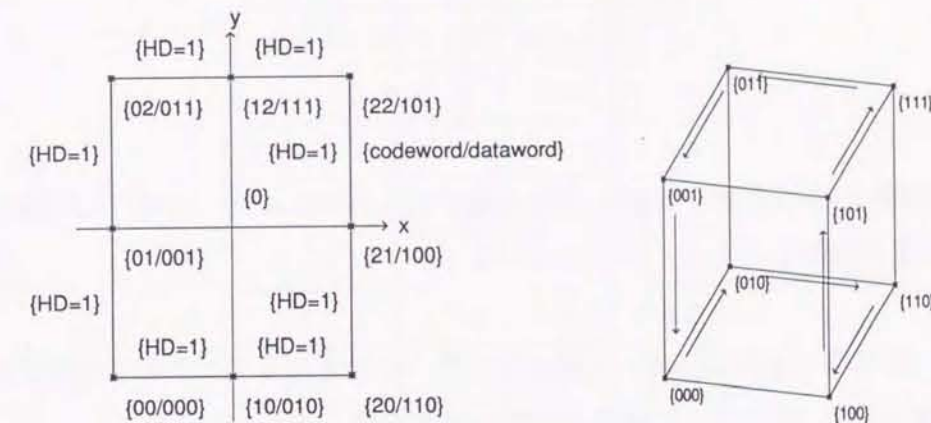 y
{HD=1} {HD=1}
{02/011} {12/111} {22/101}
{HD=1} {HD=1} {codeword/dataword}
{0}
x
{01/001} {21/100}
{HD=1} {HD=1}
{HD=1} {HD=1}
{00/000} {10/010} {20/110}
{011}
{111}
{001}
{101}
{010}
{110}
{000}
{100}